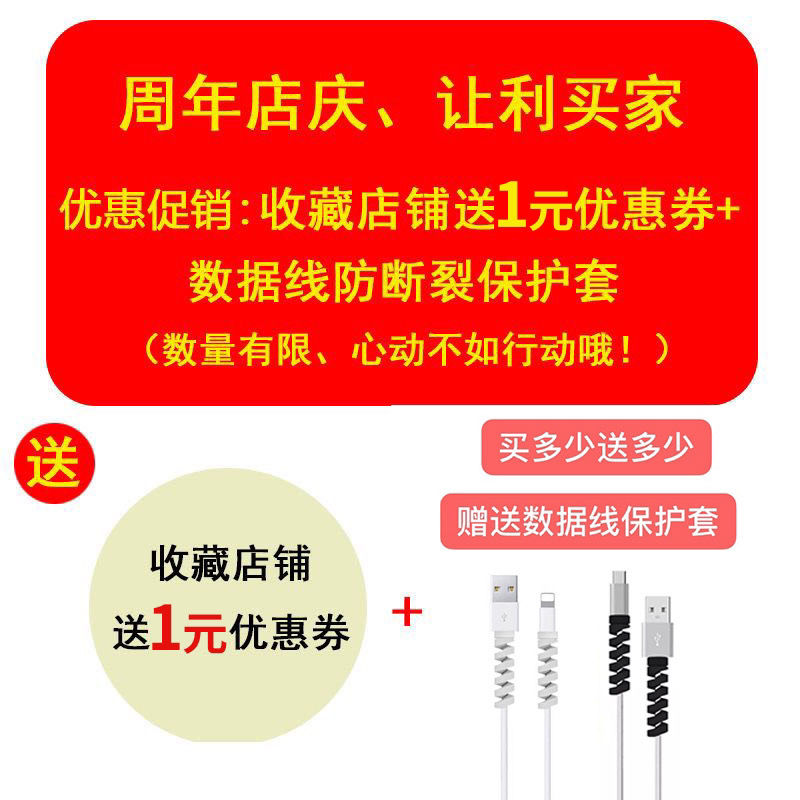 周年店庆、让利买家
优惠促销:收藏店铺送1元优惠券+
数据线防断裂保护套
（数量有限、心动不如行动哦！）
送
收藏店铺
送1元优惠券
+
买多少送多少
赠送数据线保护套